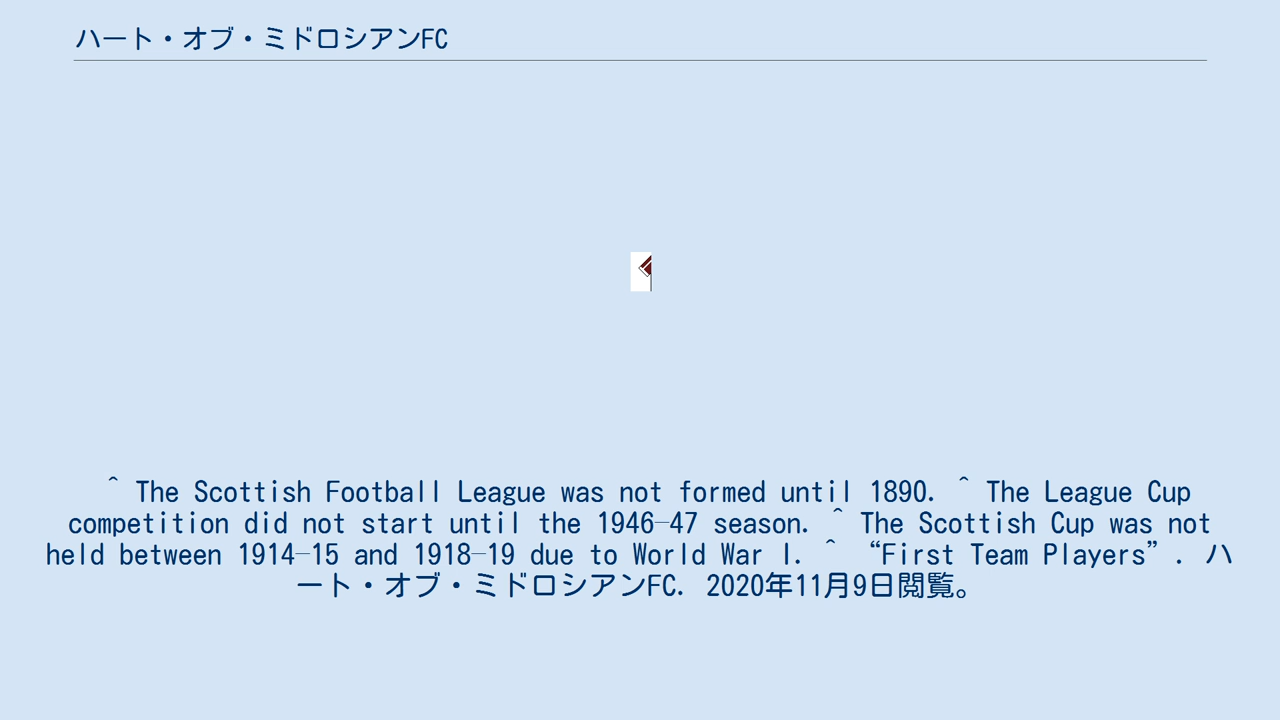 ハート・オブ・ミドロシアンFC
^ The Scottish Football League was not formed until 1890. ^ The League Cup
competition did not start until the 1946–47 season. ^ The Scottish Cup was not
held between 1914–15 and 1918–19 due to World War I. ^ “First Team Players”. ハ
ート・オブ・ミドロシアンFC. 2020年11月9日閲覧。